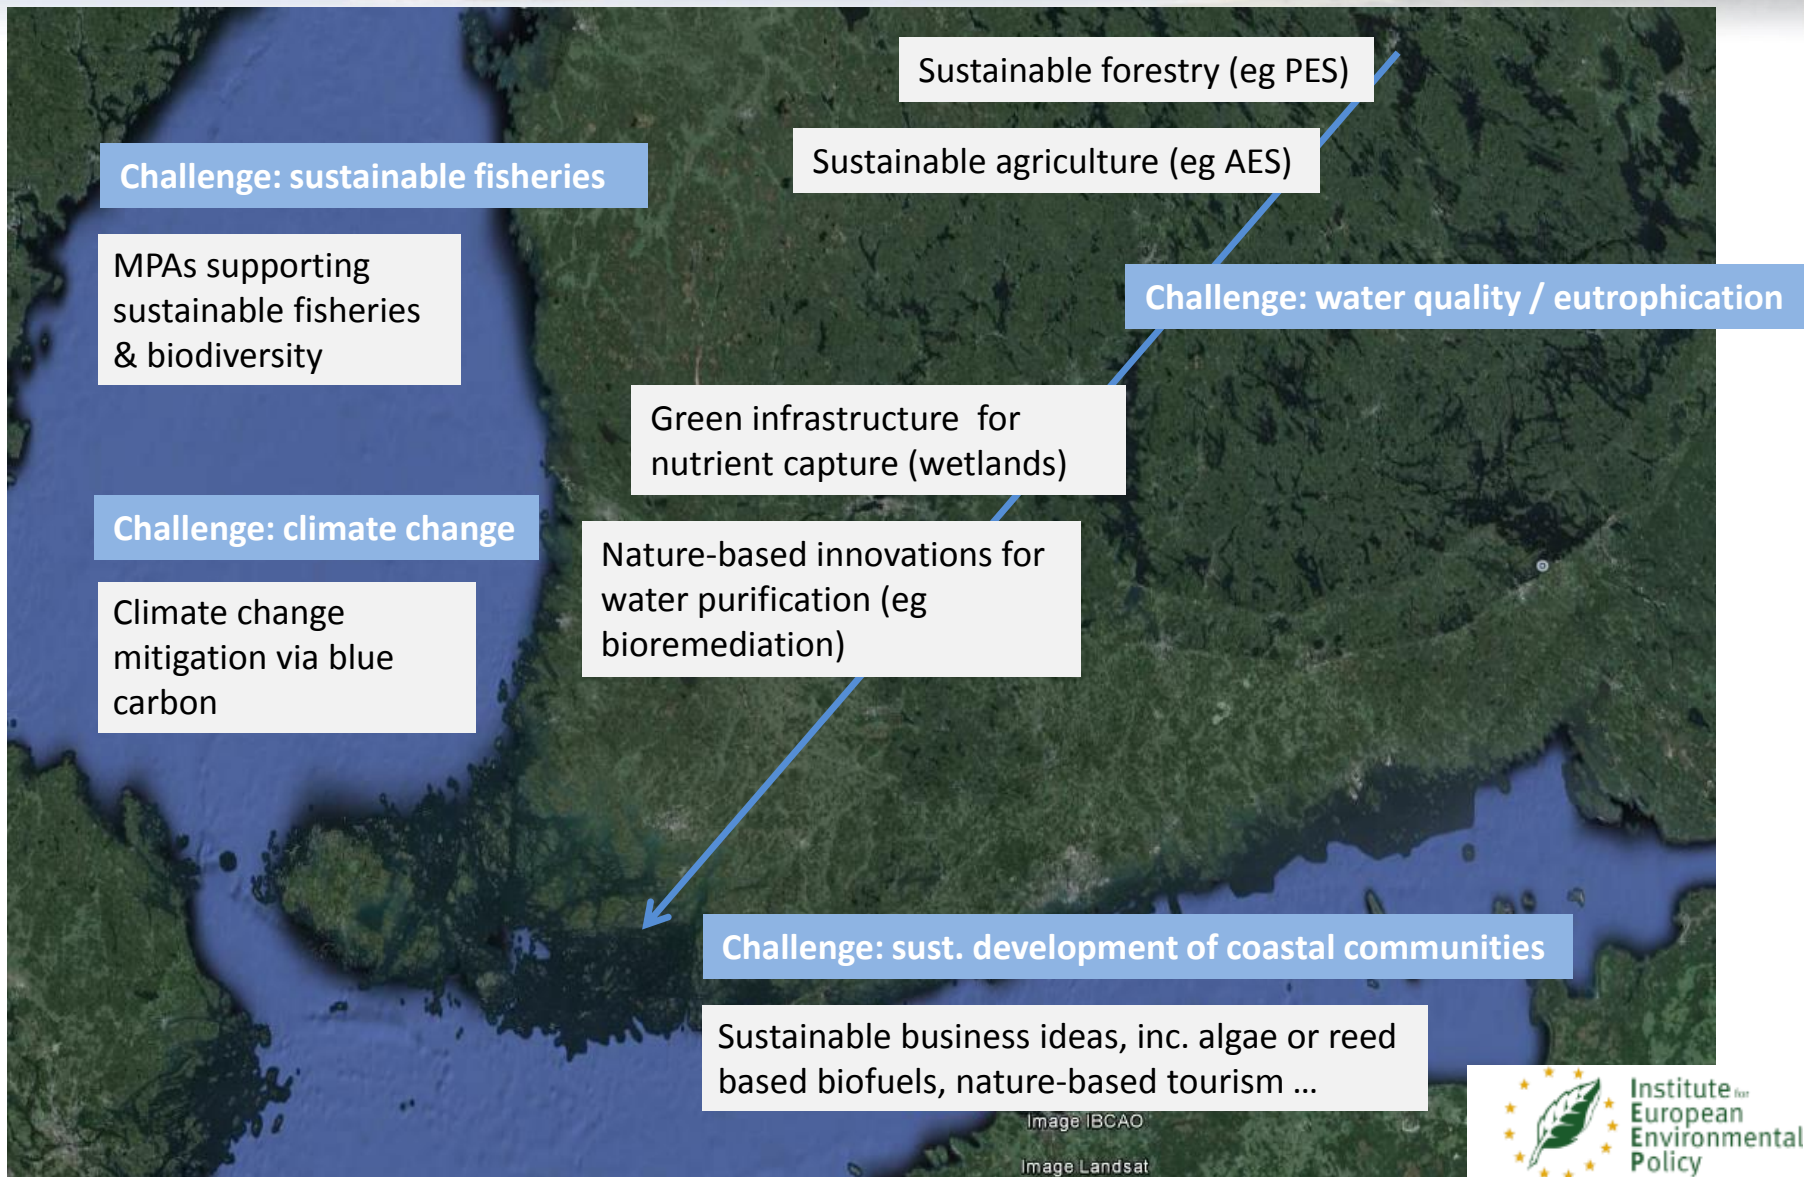 Sustainable forestry (eg PES)
Sustainable agriculture (eg AES)
Challenge: sustainable fisheries
MPAs supporting
sustainable fisheries
& biodiversity
Challenge: water quality / eutrophication
Green infrastructure for
nutrient capture (wetlands)
Challenge: climate change
Nature-based innovations for
water purification (eg
bioremediation)
Climate change
mitigation via blue
carbon
Challenge: sust. development of coastal communities
Sustainable business ideas, inc. algae or reed
based biofuels, nature-based tourism ...
Image IBCAO
Image Landsat
Institute for
European
Environmental
Policy